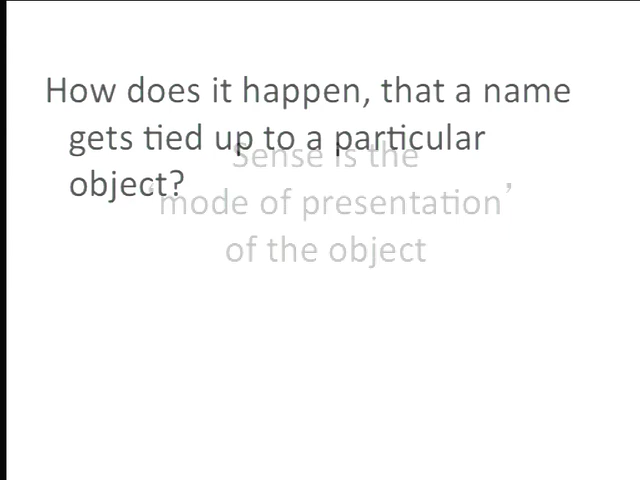 How does it happen, that a name
gets tied up to a particular
object?
Sense is the
‘mode of presentation’
of the object